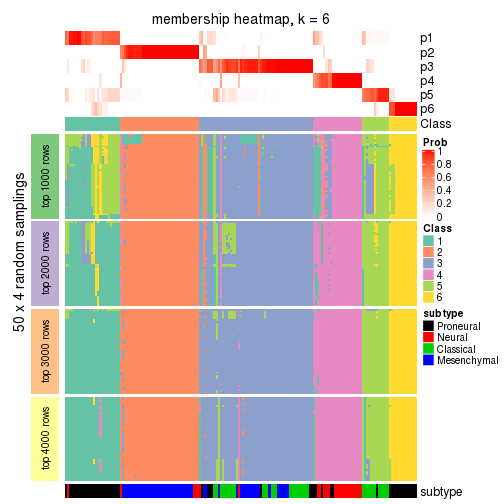 membership heatmap, k = 6
p1
p2
p3
p4
p5
p6
Class
50 x 4 random samplings
top 1000 rows
top 2000 rows
top 3000 rows
top 4000 rows
Prob
1
0.8
0.6
0.4
0.2
0
Class
1
2
3
4
5
6
subtype
Proneural
Neural
Classical
Mesenchymal
subtype